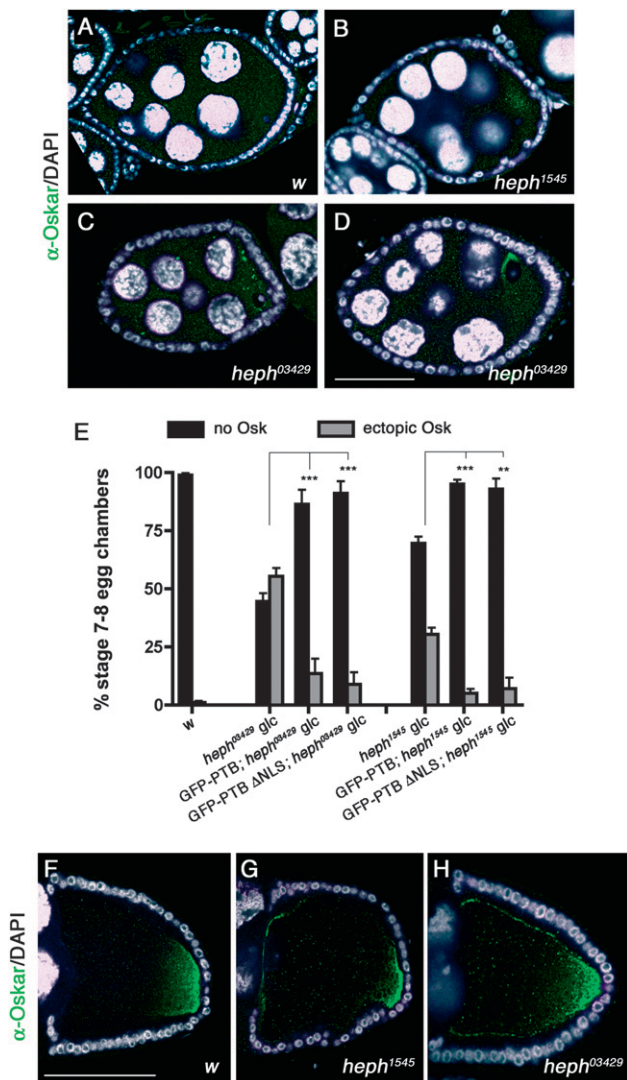 α-Oskar/DAPI
A
w
B
heph¹⁵⁴⁵
C
heph⁰³⁴²⁹
D
heph⁰³⁴²⁹
E
no Osk
ectopic Osk
% stage 7-8 egg chambers
100
75
50
25
0
***
***
***
**
w
heph⁰³⁴²⁹ glc
GFP-PTB; heph⁰³⁴²⁹ glc
GFP-PTB ΔNLS; heph⁰³⁴²⁹ glc
heph¹⁵⁴⁵ glc
GFP-PTB; heph¹⁵⁴⁵ glc
GFP-PTB ΔNLS; heph¹⁵⁴⁵ glc
α-Oskar/DAPI
F
w
G
heph¹⁵⁴⁵
H
heph⁰³⁴²⁹